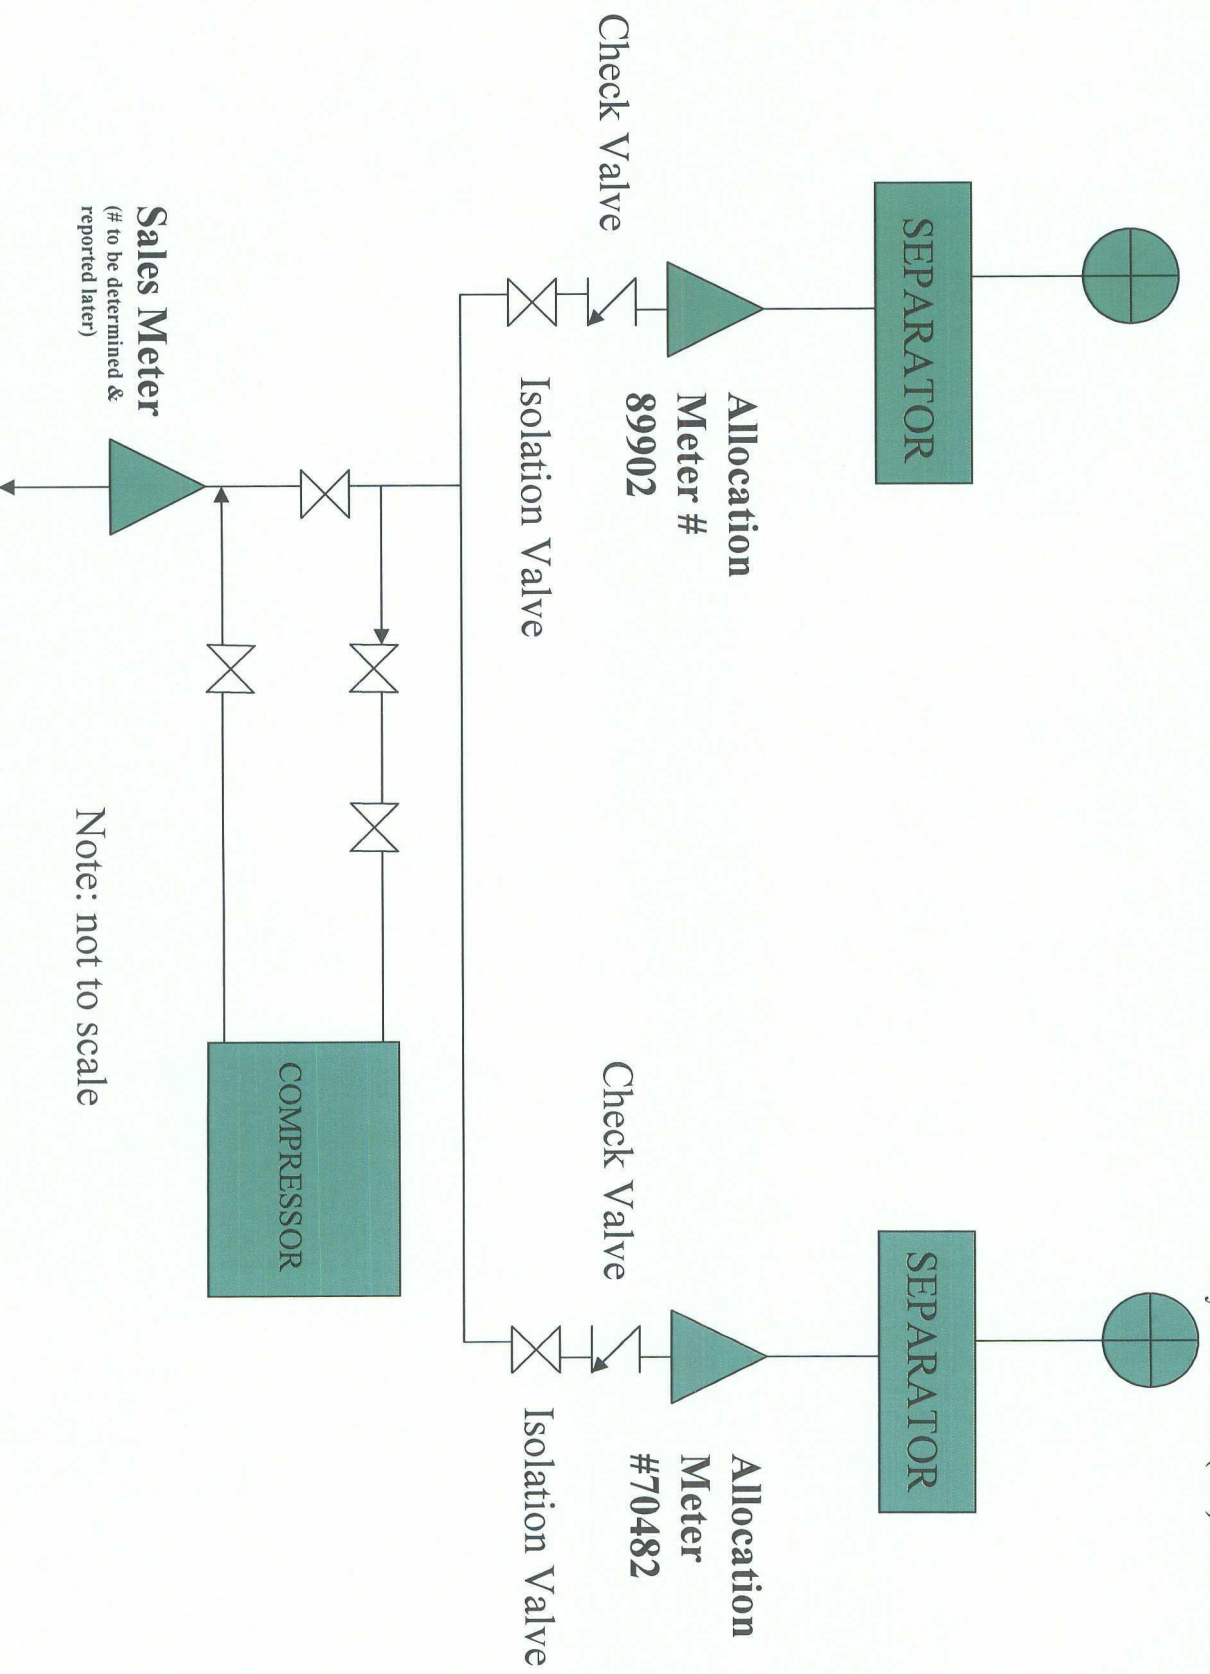 SEPARATOR
SEPARATOR
Allocation
Meter #
89902
Allocation
Meter
#70482
Check Valve
Check Valve
Isolation Valve
Isolation Valve
COMPRESSOR
Sales Meter
(# to be determined &
reported later)
Note: not to scale